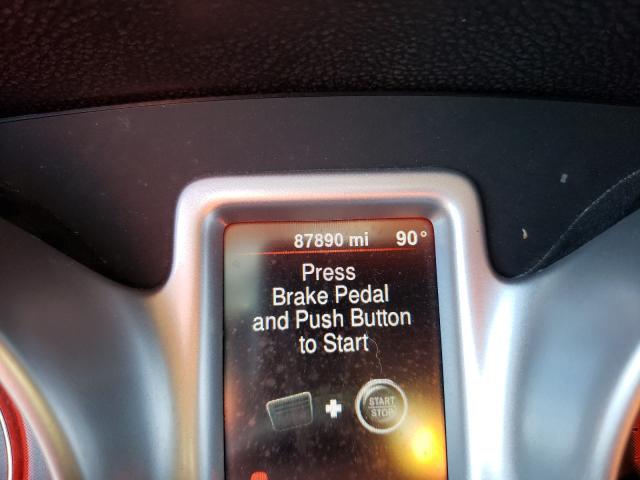 87890 mi 90°
Press
Brake Pedal
and Push Button
to Start
START
STOP